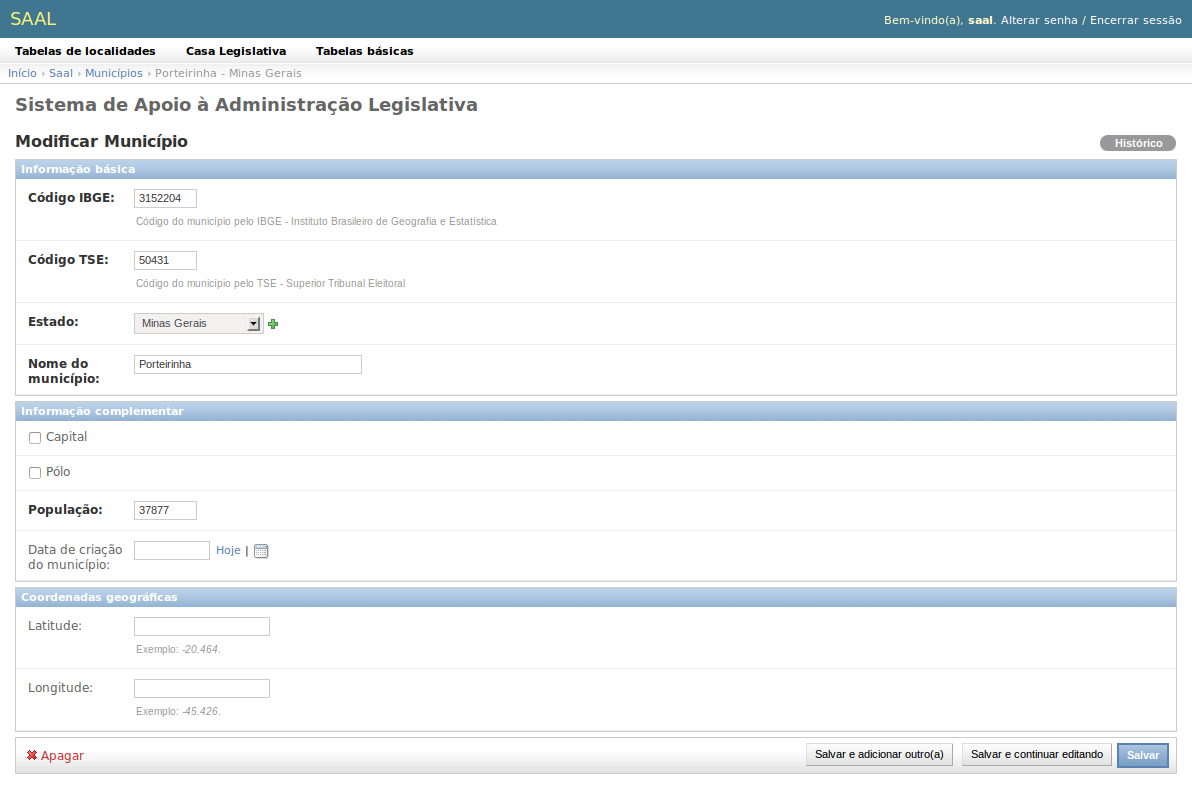 SAAL
Bem-vindo(a), saal. Alterar senha / Encerrar sessão
Tabelas de localidades Casa Legislativa Tabelas básicas
Início › Saal › Municípios › Porteirinha - Minas Gerais
Sistema de Apoio à Administração Legislativa
Modificar Município
Histórico
Informação básica
Código IBGE: 3152204
Código do município pelo IBGE - Instituto Brasileiro de Geografia e Estatística
Código TSE: 50431
Código do município pelo TSE - Superior Tribunal Eleitoral
Estado: Minas Gerais
Nome do
município:
Porteirinha
Informação complementar
Capital
Pólo
População: 37877
Data de criação
do município:
Hoje |
Coordenadas geográficas
Latitude:
Exemplo: -20.464.
Longitude:
Exemplo: -45.426.
Apagar
Salvar e adicionar outro(a) Salvar e continuar editando Salvar